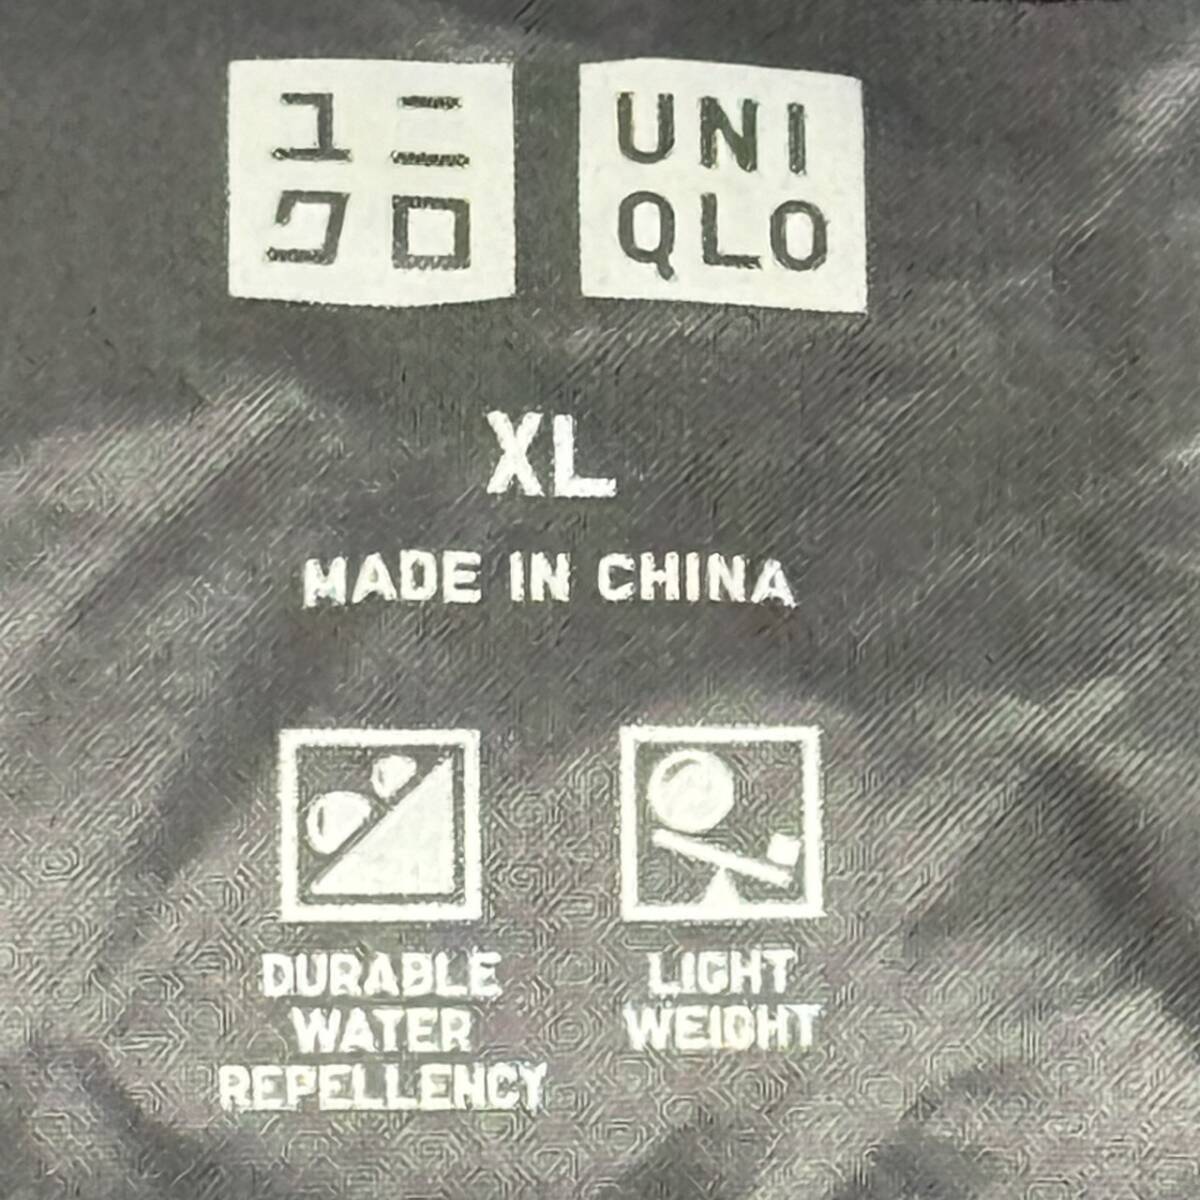 ユニ
クロ
UNI
QLO
XL
MADE IN CHINA
DURABLE
WATER
REPELLENCY
LIGHT
WEIGHT